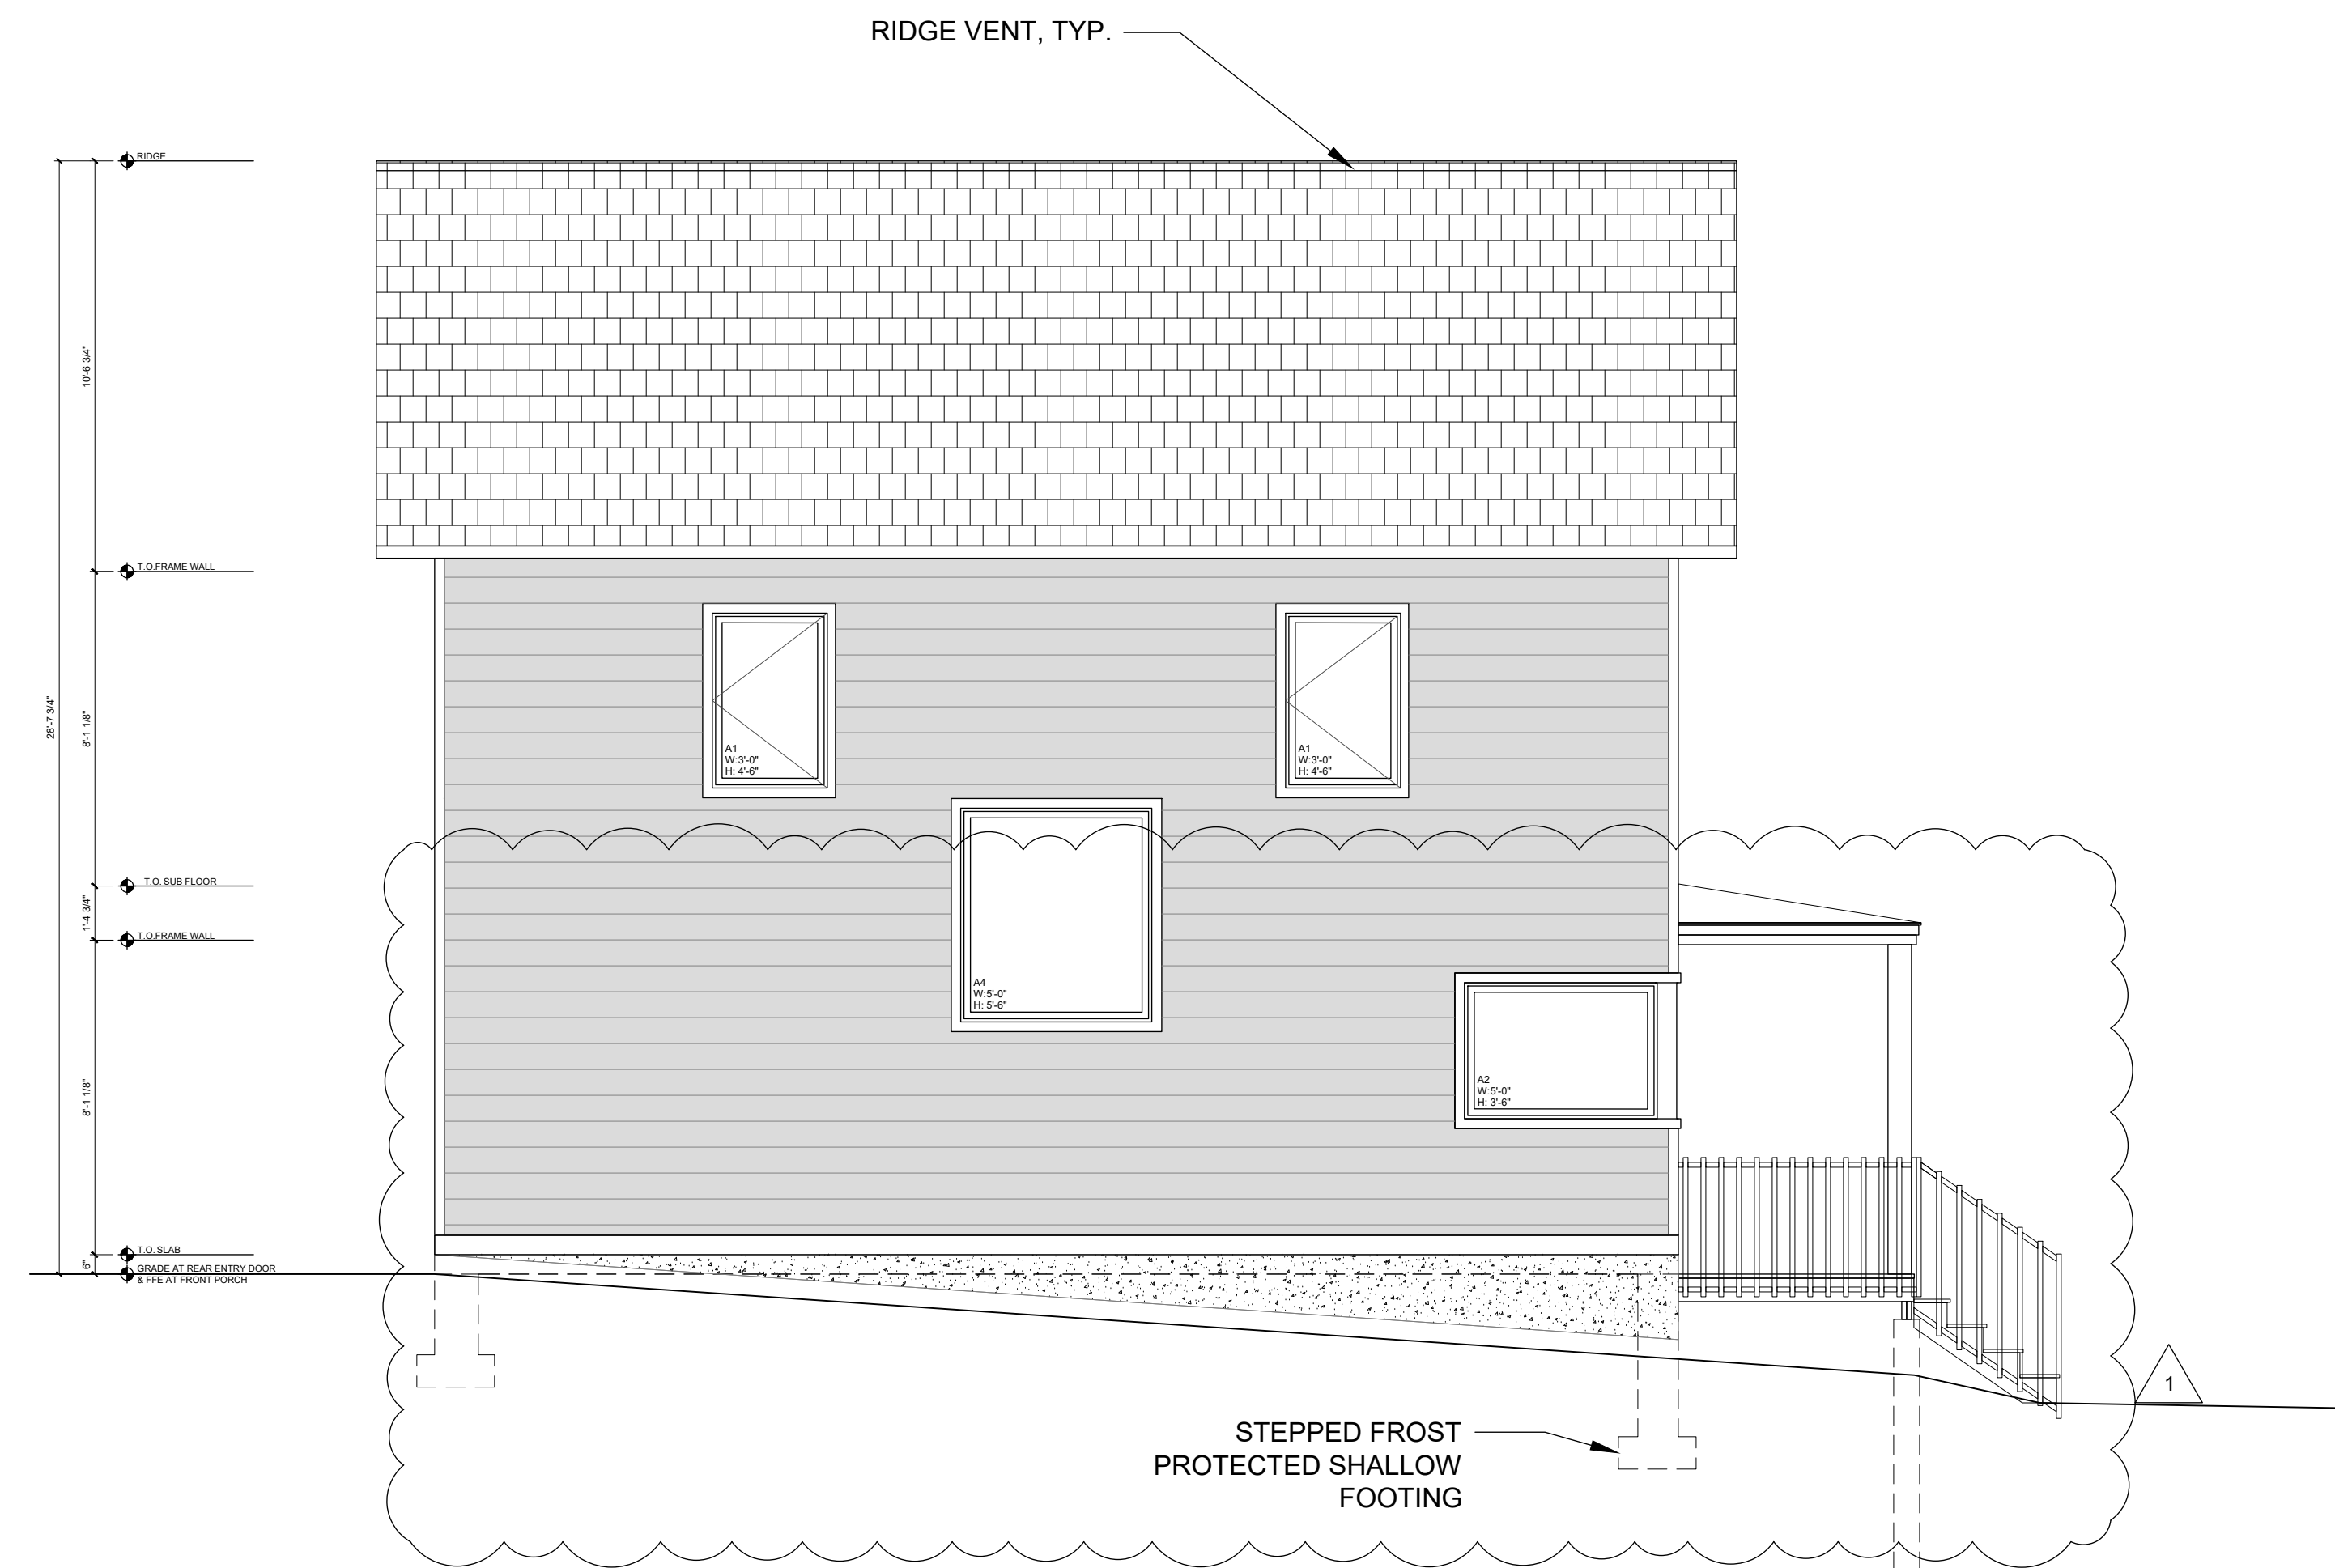 RIDGE VENT, TYP.
RIDGE
10'-6 3/4"
T.O.FRAME WALL
28'-7 3/4"
8'-1 1/8"
A1
W:3'-0"
H: 4'-6"
A1
W:3'-0"
H: 4'-6"
T.O. SUB FLOOR
1'-4 3/4"
T.O.FRAME WALL
A4
W:5'-0"
H: 5'-6"
8'-1 1/8"
A2
W:5'-0"
H: 3'-6"
T.O. SLAB
6"
GRADE AT REAR ENTRY DOOR
& FFE AT FRONT PORCH
1
STEPPED FROST
PROTECTED SHALLOW
FOOTING